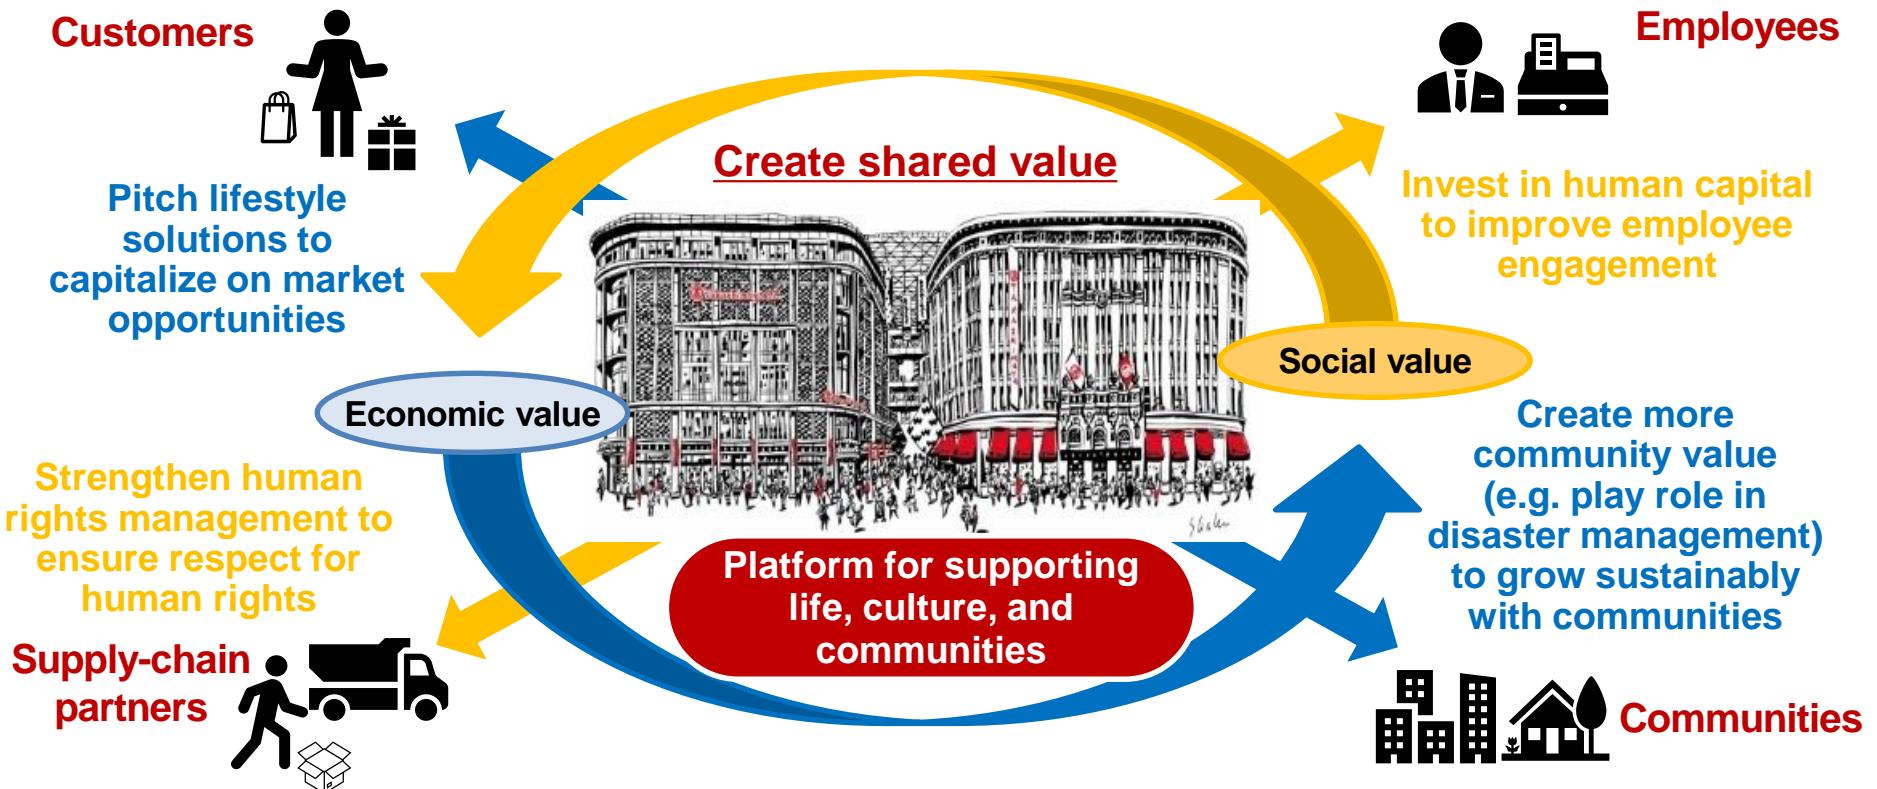 Customers
Employees
Create shared value
Pitch lifestyle
solutions to
capitalize on market
opportunities
Invest in human capital
to improve employee
engagement
Social value
Economic value
Strengthen human
rights management to
ensure respect for
human rights
Create more
community value
(e.g. play role in
disaster management)
to grow sustainably
with communities
Platform for supporting
life, culture, and
communities
Supply-chain
partners
Communities